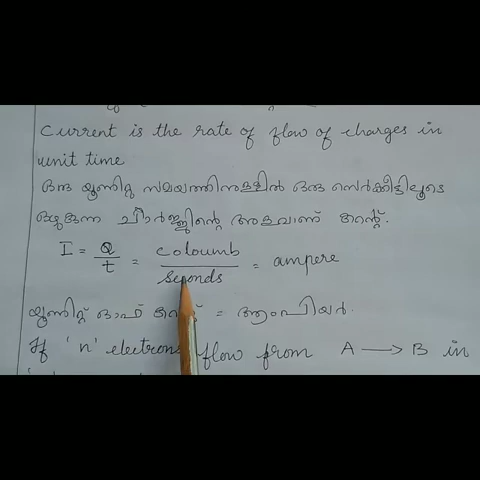 Current is the rate of flow of charges in
unit time
ഒരു യൂണിറ്റ് സമയത്തിനുള്ളിൽ ഒരു സെർക്കീട്ടിലൂടെ
ഒഴുകുന്ന ചാർജ്ജിന്റെ അളവാണ് കറന്റ്.
I = Q/t = coloumb/seconds = ampere
യൂണിറ്റ് ഓഫ് = ആംപിയർ.
If 'n' electrons flow from A → B in